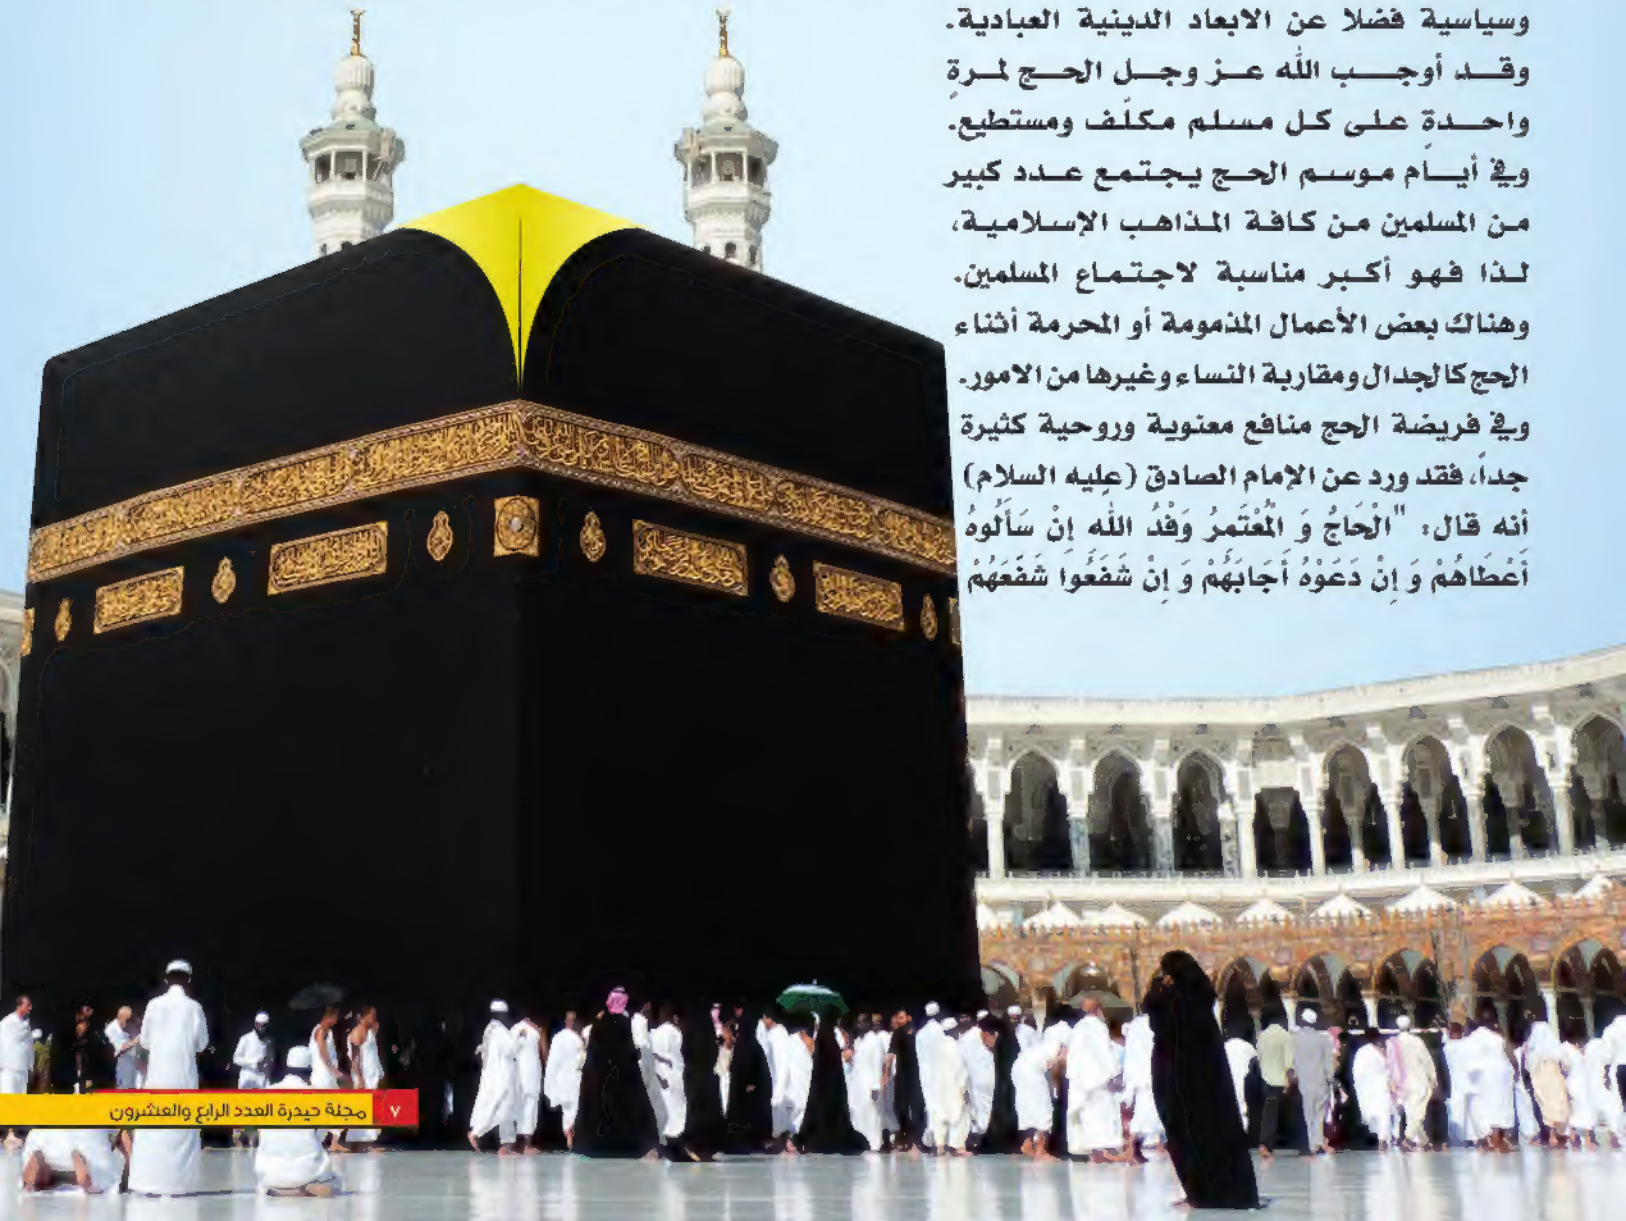 وسياسية فضلا عن الابعاد الدينية العبادية.
وقد أوجب الله عز وجل الحج لمرةٍ
واحدةٍ على كل مسلم مكلّف ومستطيع.
وفي أيام موسم الحج يجتمع عدد كبير
من المسلمين من كافة المذاهب الإسلامية،
لذا فهو أكبر مناسبة لاجتماع المسلمين.
وهناك بعض الأعمال المذمومة أو المحرمة أثناء
الحج كالجدال ومقاربة النساء وغيرها من الامور.
وفي فريضة الحج منافع معنوية وروحية كثيرة
جداً، فقد ورد عن الإمام الصادق (عليه السلام)
أنه قال: "الْحَاجُّ وَ الْمُعْتَمِرُ وَفْدُ اللَّه إِنْ سَأَلُوهُ
أَعْطَاهُمْ وَ إِنْ دَعَوْهُ أَجَابَهُمْ وَ إِنْ شَفَعُوا شَفَّعَهُمْ
٧ مجلة حيدرة العدد الرابع والعشرون